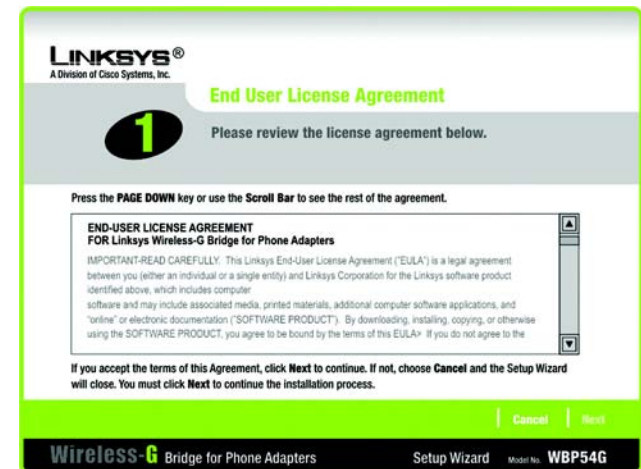 LINKSYS®
A Division of Cisco Systems, Inc.
End User License Agreement
1
Please review the license agreement below.
Press the PAGE DOWN key or use the Scroll Bar to see the rest of the agreement.
END-USER LICENSE AGREEMENT
FOR Linksys Wireless-G Bridge for Phone Adapters
IMPORTANT-READ CAREFULLY: This Linksys End-User License Agreement ("EULA") is a legal agreement
between you (either an individual or a single entity) and Linksys Corporation for the Linksys software product
identified above, which includes computer
software and may include associated media, printed materials, additional computer software applications, and
"online" or electronic documentation ("SOFTWARE PRODUCT"). By downloading, installing, copying, or otherwise
using the SOFTWARE PRODUCT, you agree to be bound by the terms of this EULA> If you do not agree to the
If you accept the terms of this Agreement, click Next to continue. If not, choose Cancel and the Setup Wizard
will close. You must click Next to continue the installation process.
Cancel Next
Wireless-G Bridge for Phone Adapters Setup Wizard Model No. WBP54G